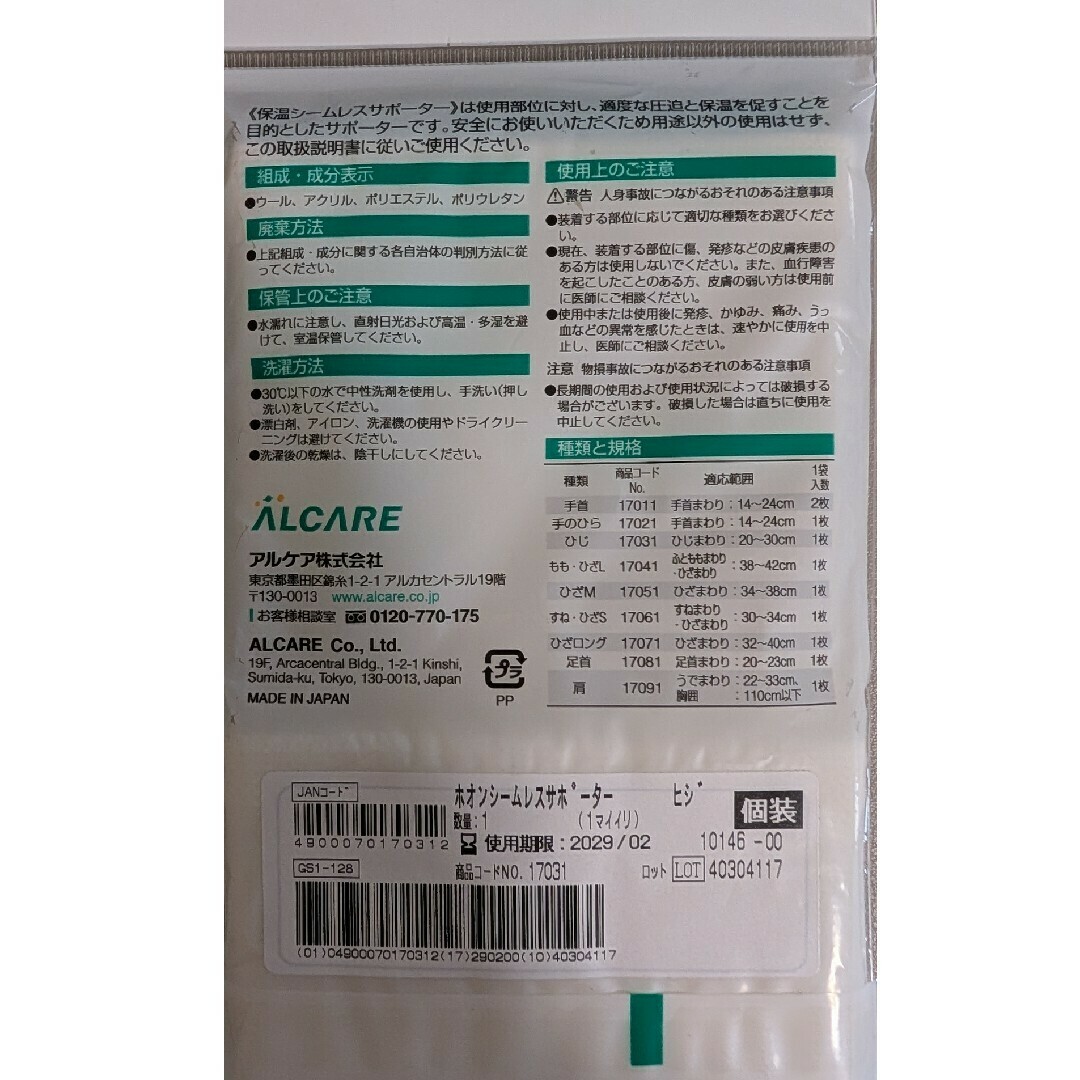 《保温シームレスサポーター》は使用部位に対し、適度な圧迫と保温を促すことを
目的としたサポーターです。安全にお使いいただくため用途以外の使用はせず、
この取扱説明書に従いご使用ください。
組成・成分表示
●ウール、アクリル、ポリエステル、ポリウレタン
廃棄方法
●上記組成・成分に関する各自治体の判別方法に従
ってください。
保管上のご注意
●水濡れに注意し、直射日光および高温・多湿を避
けて、室温保管してください。
洗濯方法
●30℃以下の水で中性洗剤を使用し、手洗い(押し
洗い)をしてください。
●漂白剤、アイロン、洗濯機の使用やドライクリー
ニングは避けてください。
●洗濯後の乾燥は、陰干しにしてください。
ALCARE
アルケア株式会社
東京都墨田区錦糸1-2-1 アルカセントラル19階
〒130-0013 www.alcare.co.jp
お客様相談室 0120-770-175
ALCARE Co., Ltd.
19F, Arcacentral Bldg., 1-2-1 Kinshi,
Sumida-ku, Tokyo, 130-0013, Japan
MADE IN JAPAN
プラ
PP
使用上のご注意
⚠警告 人身事故につながるおそれのある注意事項
●装着する部位に応じて適切な種類をお選びくださ
い。
●現在、装着する部位に傷、発疹などの皮膚疾患の
ある方は使用しないでください。また、血行障害
を起こしたことのある方、皮膚の弱い方は使用前
に医師にご相談ください。
●使用中または使用後に発疹、かゆみ、痛み、うっ
血などの異常を感じたときは、速やかに使用を中
止し、医師にご相談ください。
注意 物損事故につながるおそれのある注意事項
●長期間の使用および使用状況によっては破損する
場合がございます。破損した場合は直ちに使用を
中止してください。
種類と規格
種類 商品コードNo. 適応範囲 1袋入数
手首 17011 手首まわり：14～24cm 2枚
手のひら 17021 手首まわり：14～24cm 1枚
ひじ 17031 ひじまわり：20～30cm 1枚
もも・ひざL 17041 ふとももまわり・ひざまわり：38～42cm 1枚
ひざM 17051 ひざまわり：34～38cm 1枚
すね・ひざS 17061 すねまわり・ひざまわり：30～34cm 1枚
ひざロング 17071 ひざまわり：32～40cm 1枚
足首 17081 足首まわり：20～23cm 1枚
肩 17091 うでまわり：22～33cm、胸囲：110cm以下 1枚
JANコード
4900070170312
ホオンシームレスサポーター ヒジ
数量：1 (1マイイリ)
個装
使用期限：2029/02 10146-00
GS1-128
商品コードNO. 17031 ロット LOT 40304117
(01)04900070170312(17)290200(10)40304117